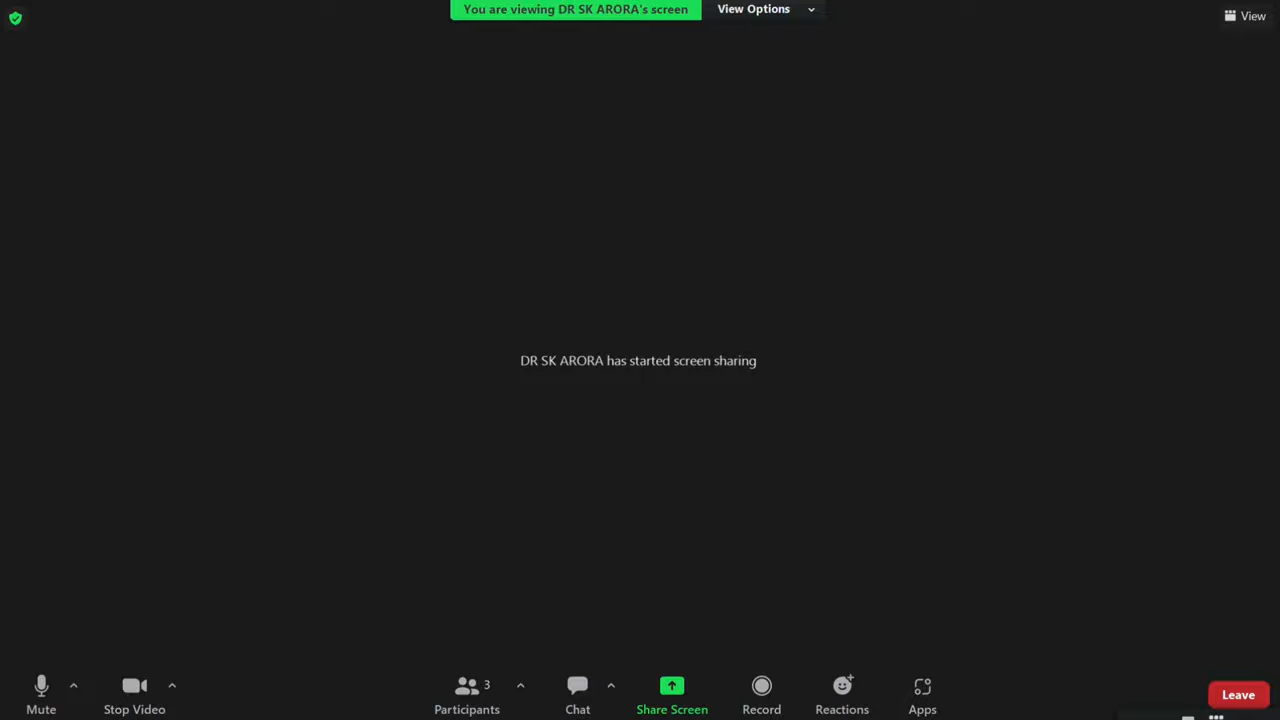 You are viewing DR SK ARORA's screen
View Options
View
DR SK ARORA has started screen sharing
Mute
Stop Video
Participants
3
Chat
Share Screen
Record
Reactions
Apps
Leave